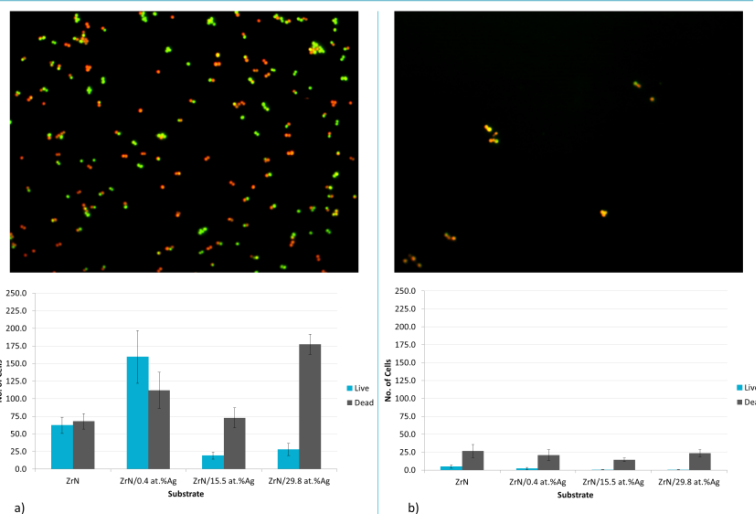 250.0
225.0
200.0
175.0
150.0
125.0
100.0
75.0
50.0
25.0
0.0
No. of Cells
ZrN ZrN/0.4 at.%Ag ZrN/15.5 at.%Ag ZrN/29.8 at.%Ag
Substrate
Live
Dead
a)
250.0
225.0
200.0
175.0
150.0
125.0
100.0
75.0
50.0
25.0
0.0
No. of Cells
ZrN ZrN/0.4 at.%Ag ZrN/15.5 at.%Ag ZrN/29.8 at.%Ag
Substrate
Live
Dea
b)